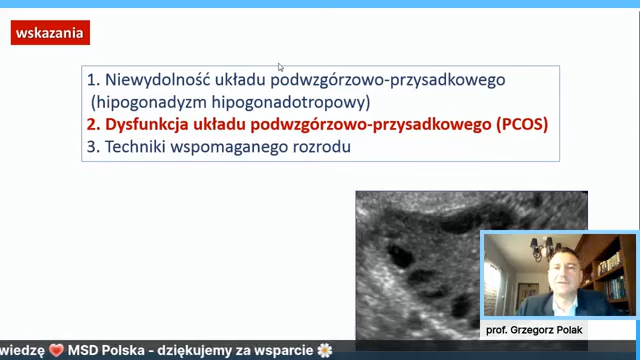 wskazania
1. Niewydolność układu podwzgórzowo-przysadkowego
(hipogonadyzm hipogonadotropowy)
2. Dysfunkcja układu podwzgórzowo-przysadkowego (PCOS)
3. Techniki wspomaganego rozrodu
prof. Grzegorz Polak
wiedzę 💗 MSD Polska - dziękujemy za wsparcie 🌼